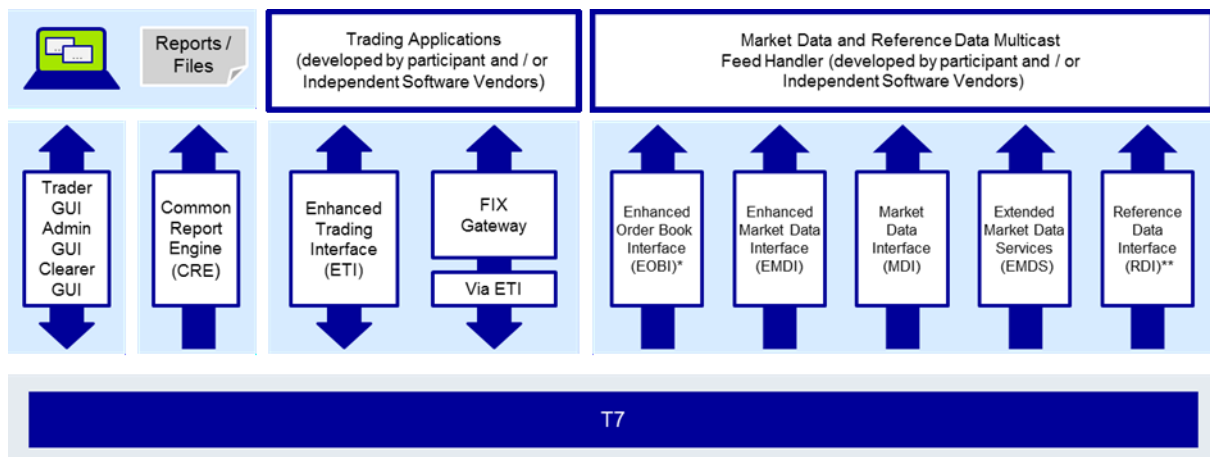 Reports /
Files
Trading Applications
(developed by participant and / or
Independent Software Vendors)
Market Data and Reference Data Multicast
Feed Handler (developed by participant and / or
Independent Software Vendors)
Trader
GUI
Admin
GUI
Clearer
GUI
Common
Report
Engine
(CRE)
Enhanced
Trading
Interface
(ETI)
FIX
Gateway
Via ETI
Enhanced
Order Book
Interface
(EOBI)*
Enhanced
Market Data
Interface
(EMDI)
Market
Data
Interface
(MDI)
Extended
Market Data
Services
(EMDS)
Reference
Data
Interface
(RDI)**
T7